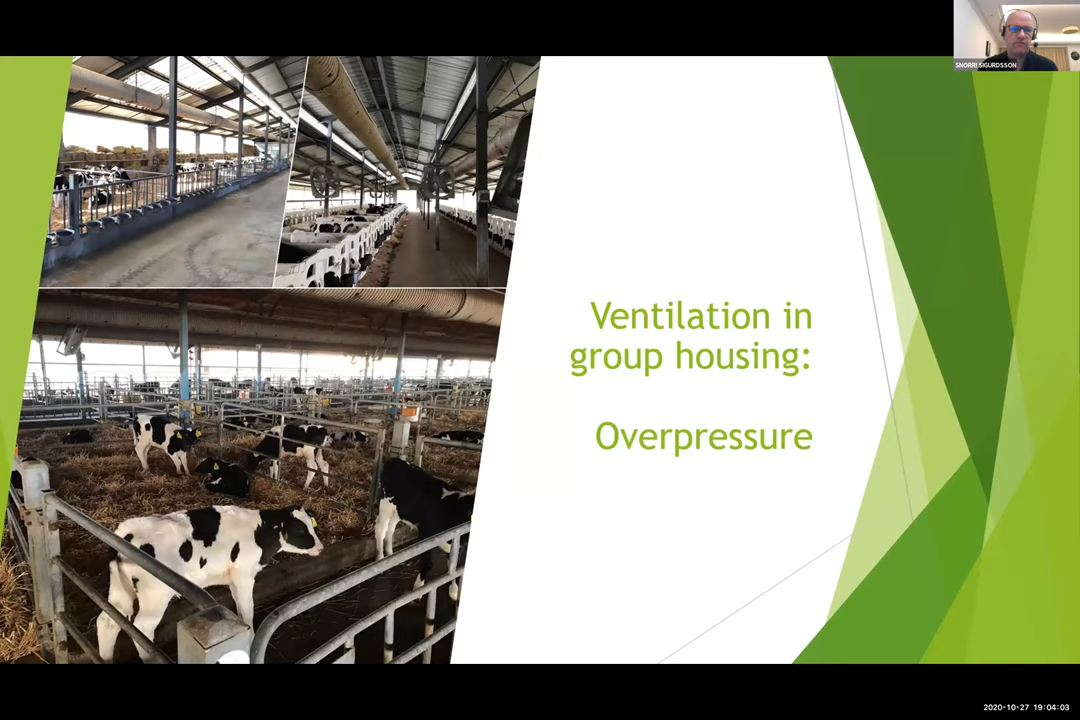 SNORRI SIGURDSSON
Ventilation in
group housing:
Overpressure
2020-10-27 19:04:03